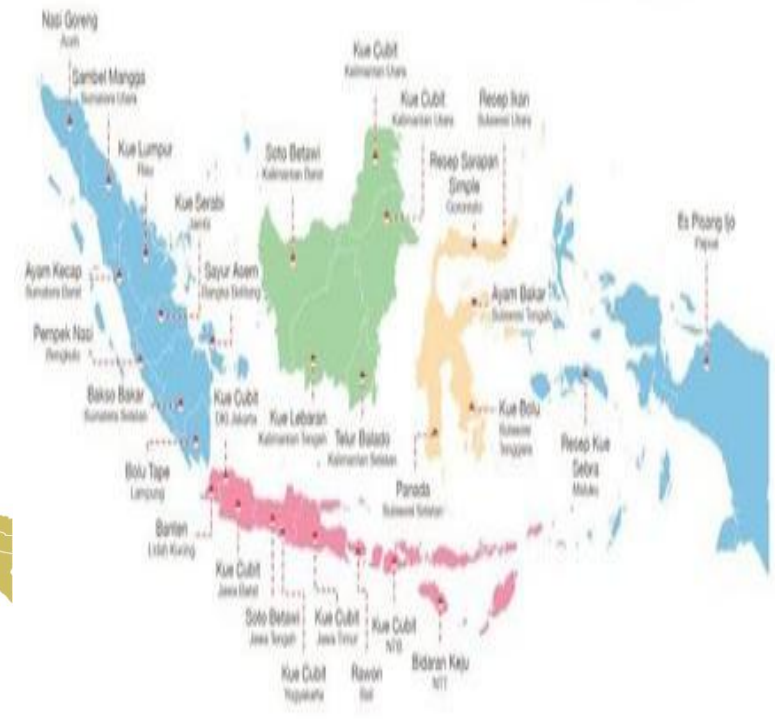 Nasi Goreng
Aceh
Sambel Mangga
Sumatera Utara
Kue Lumpur
Riau
Kue Serabi
Jambi
Ayam Kecap
Sumatera Barat
Sayur Asem
Bangka Belitung
Pempek Nasi
Bengkulu
Bakso Bakar
Sumatera Selatan
Bolu Tape
Lampung
Kue Cubit
DKI Jakarta
Banten
Lidah Kucing
Kue Cubit
Jawa Barat
Soto Betawi
Jawa Tengah
Kue Cubit
Yogyakarta
Kue Cubit
Jawa Timur
Rawon
Bali
Kue Cubit
NTB
Bidaran Keju
NTT
Soto Betawi
Kalimantan Barat
Kue Cubit
Kalimantan Utara
Kue Cubit
Kalimantan Utara
Kue Lebaran
Kalimantan Tengah
Telur Balado
Kalimantan Selatan
Resep Ikan
Sulawesi Utara
Resep Sarapan
Simple
Gorontalo
Ayam Bakar
Sulawesi Tengah
Kue Bolu
Sulawesi
Tenggara
Panada
Sulawesi Selatan
Resep Kue
Sebra
Maluku
Es Pisang Ijo
Papua